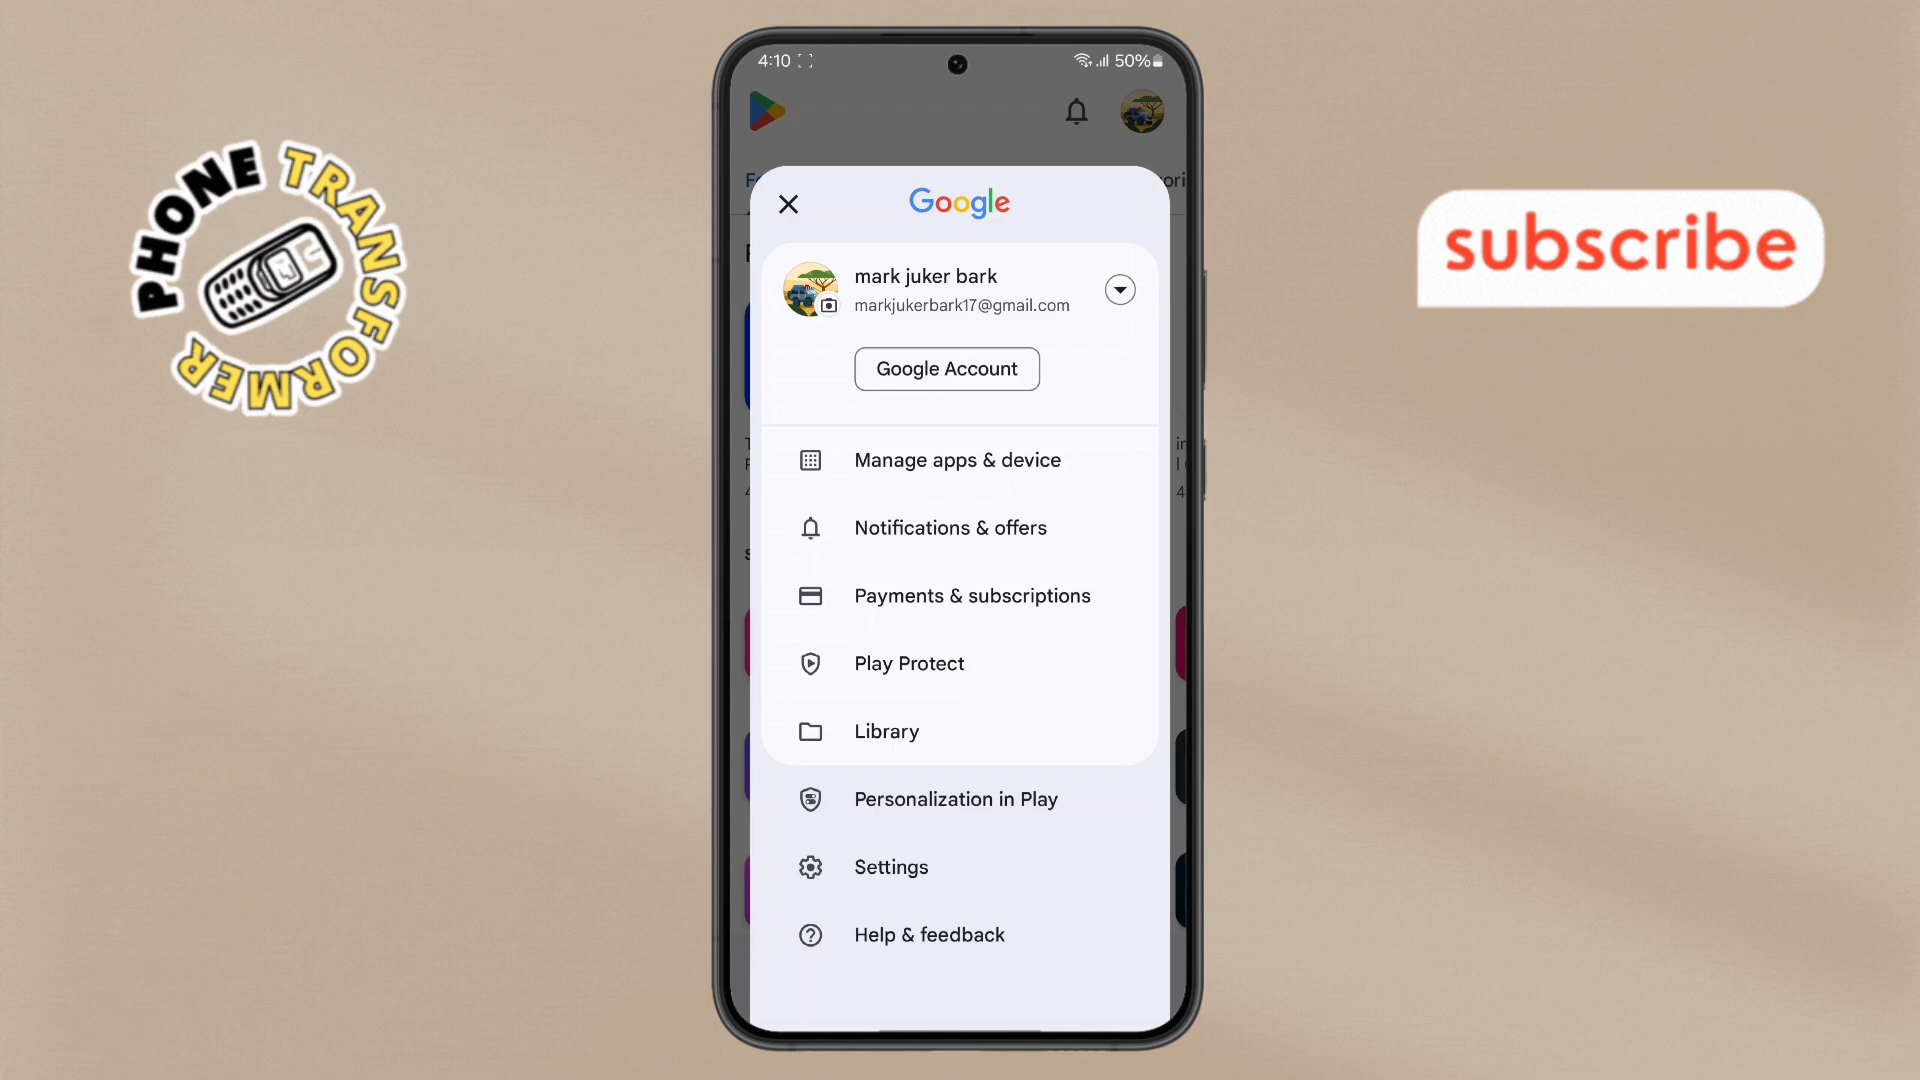 PHONE TRANSFORMER
subscribe
4:10
50%
Google
mark juker bark
markjukerbark17@gmail.com
Google Account
Manage apps & device
Notifications & offers
Payments & subscriptions
Play Protect
Library
Personalization in Play
Settings
Help & feedback